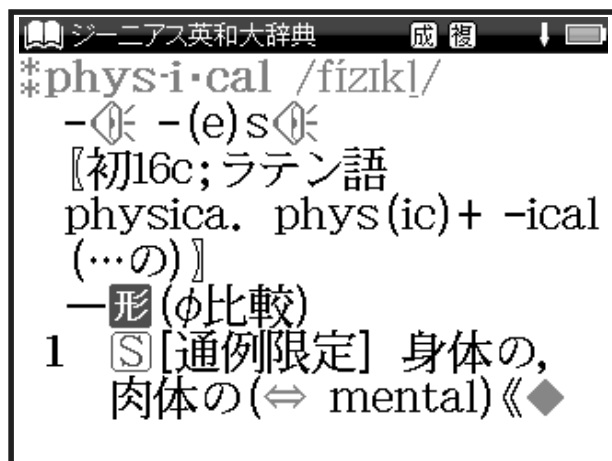 ジーニアス英和大辞典 成 複
⁑phys·i·cal /fízɪkl̩/
– –(e)s
〖初16c;ラテン語
physica. phys(ic)+ -ical
(…の)〗
━形(φ比較)
1 S[通例限定] 身体の,
肉体の(⇔ mental)《◆